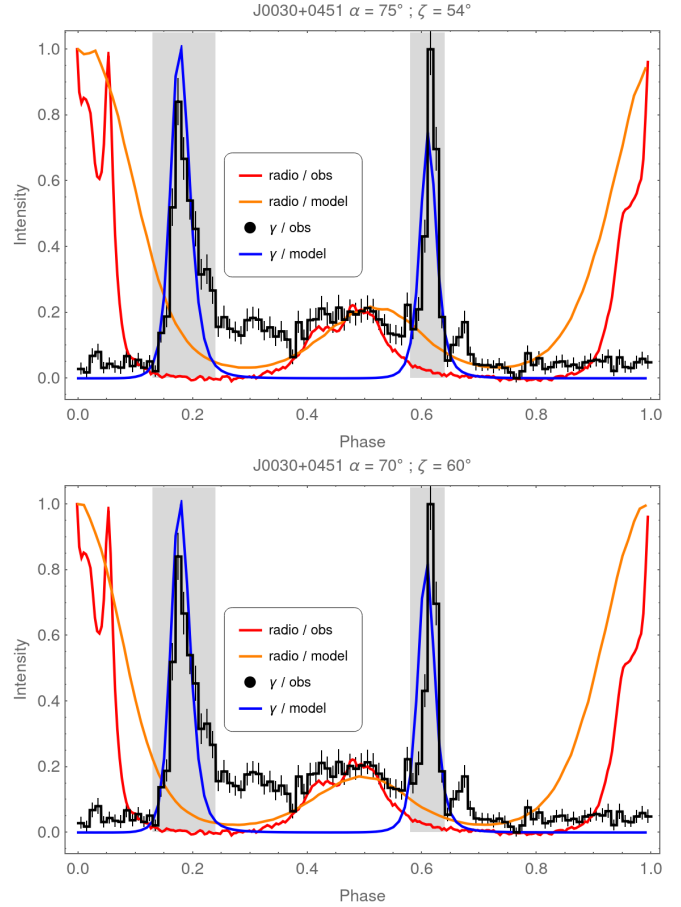 J0030+0451 α = 75° ; ζ = 54°
1.0
0.8
0.6
0.4
0.2
0.0
Intensity
radio / obs
radio / model
γ / obs
γ / model
0.0 0.2 0.4 0.6 0.8 1.0
Phase
J0030+0451 α = 70° ; ζ = 60°
1.0
0.8
0.6
0.4
0.2
0.0
Intensity
radio / obs
radio / model
γ / obs
γ / model
0.0 0.2 0.4 0.6 0.8 1.0
Phase